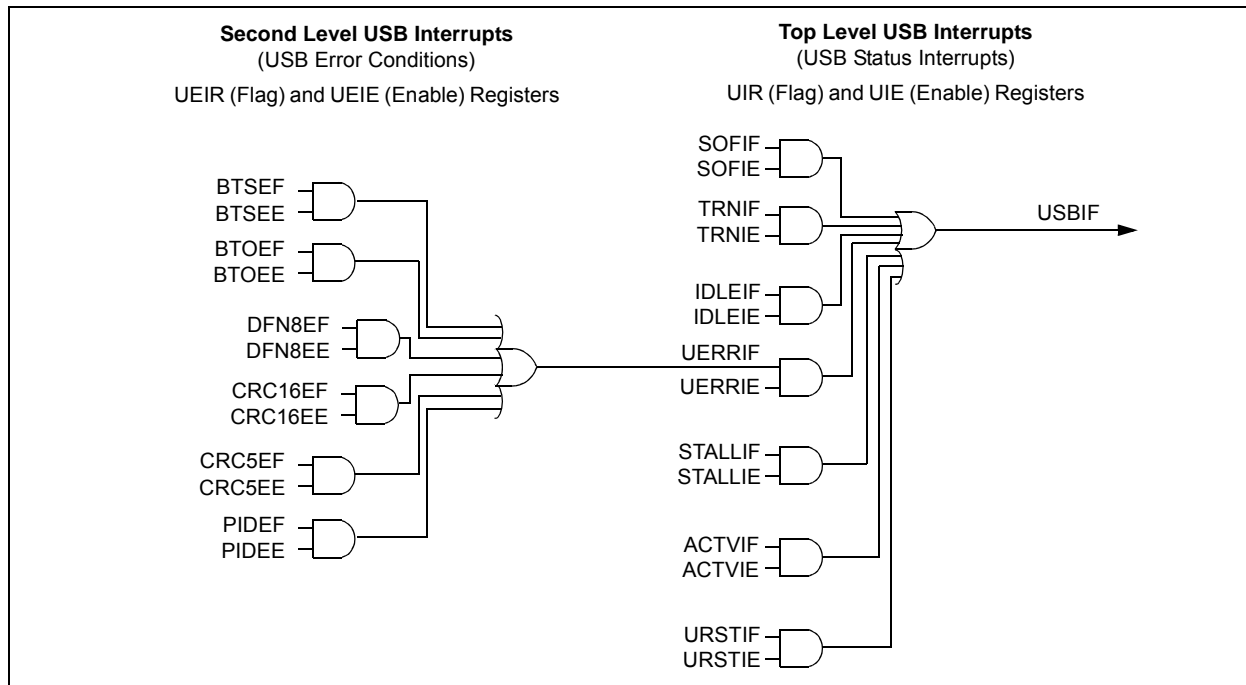 Second Level USB Interrupts
(USB Error Conditions)
UEIR (Flag) and UEIE (Enable) Registers
BTSEF
BTSEE
BTOEF
BTOEE
DFN8EF
DFN8EE
CRC16EF
CRC16EE
CRC5EF
CRC5EE
PIDEF
PIDEE
Top Level USB Interrupts
(USB Status Interrupts)
UIR (Flag) and UIE (Enable) Registers
SOFIF
SOFIE
TRNIF
TRNIE
IDLEIF
IDLEIE
UERRIF
UERRIE
STALLIF
STALLIE
ACTVIF
ACTVIE
URSTIF
URSTIE
USBIF